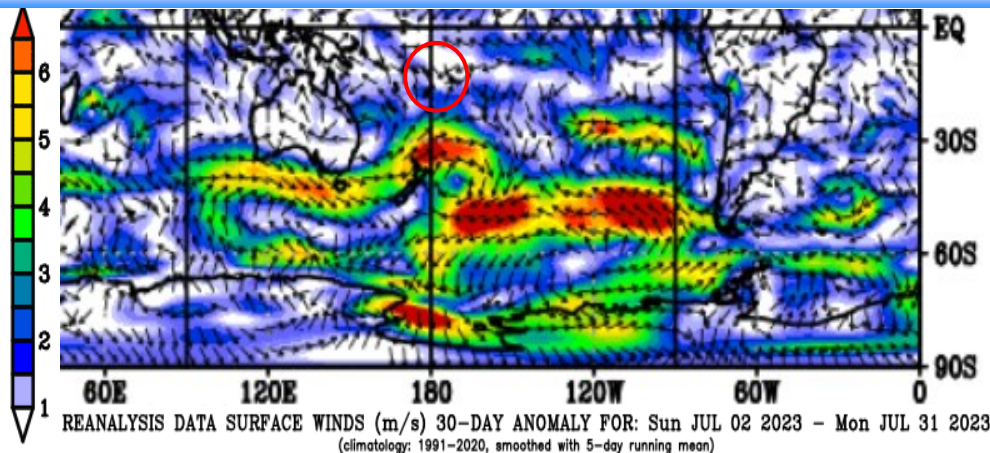 6
5
4
3
2
1
EQ
30S
60S
90S
60E 120E 180 120W 60W 0
REANALYSIS DATA SURFACE WINDS (m/s) 30-DAY ANOMALY FOR: Sun JUL 02 2023 - Mon JUL 31 2023
(climatology: 1991-2020, smoothed with 5-day running mean)